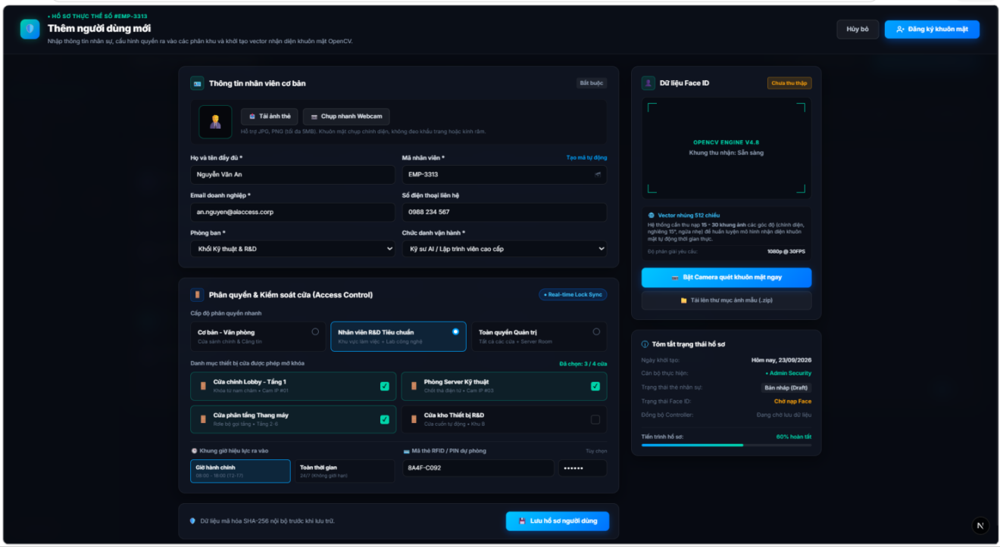 • HỒ SƠ THỰC THỂ SỐ #EMP-3313
Thêm người dùng mới
Nhập thông tin nhân sự, cấu hình quyền ra vào các phân khu và khởi tạo vector nhận diện khuôn mặt OpenCV.
Hủy bỏ
Đăng ký khuôn mặt
Thông tin nhân viên cơ bản
Bắt buộc
Tải ảnh thẻ
Chụp nhanh Webcam
Hỗ trợ JPG, PNG (tối đa 5MB). Khuôn mặt chụp chính diện, không đeo khẩu trang hoặc kính râm.
Họ và tên đầy đủ *
Nguyễn Văn An
Mã nhân viên *
Tạo mã tự động
EMP-3313
Email doanh nghiệp *
an.nguyen@aiaccess.corp
Số điện thoại liên hệ
0988 234 567
Phòng ban *
Khối Kỹ thuật & R&D
Chức danh vận hành *
Kỹ sư AI / Lập trình viên cao cấp
Phân quyền & Kiểm soát cửa (Access Control)
• Real-time Lock Sync
Cấp độ phân quyền nhanh
Cơ bản - Văn phòng
Cửa sảnh chính & Căng tin
Nhân viên R&D Tiêu chuẩn
Khu vực làm việc + Lab công nghệ
Toàn quyền Quản trị
Tất cả các cửa + Server Room
Danh mục thiết bị cửa được phép mở khóa
Đã chọn: 3 / 4 cửa
Cửa chính Lobby - Tầng 1
Khóa từ nam châm • Cam IP #01
Phòng Server Kỹ thuật
Chốt thả điện tử • Cam IP #03
Cửa phân tầng Thang máy
Rơle bộ gọi tầng • Tầng 2-6
Cửa kho Thiết bị R&D
Cửa cuốn tự động • Khu B
Khung giờ hiệu lực ra vào
Giờ hành chính
08:00 - 18:00 (T2-T7)
Toàn thời gian
24/7 (Không giới hạn)
Mã thẻ RFID / PIN dự phòng
Tùy chọn
8A4F-C092
••••••
Dữ liệu mã hóa SHA-256 nội bộ trước khi lưu trữ.
Lưu hồ sơ người dùng
Dữ liệu Face ID
Chưa thu thập
OPENCV ENGINE V4.8
Khung thu nhận: Sẵn sàng
Vector nhúng 512 chiều
Hệ thống cần thu nạp 15 - 30 khung ảnh các góc độ (chính diện,
nghiêng 15°, ngửa nhẹ) để huấn luyện mô hình nhận diện khuôn
mặt tự động thời gian thực.
Độ phân giải yêu cầu:
1080p @ 30FPS
Bật Camera quét khuôn mặt ngay
Tải lên thư mục ảnh mẫu (.zip)
Tóm tắt trạng thái hồ sơ
Ngày khởi tạo:
Hôm nay, 23/09/2026
Cán bộ thực hiện:
• Admin Security
Trạng thái thẻ nhân sự:
Bản nháp (Draft)
Trạng thái Face ID:
Chờ nạp Face
Đồng bộ Controller:
Đang chờ lưu dữ liệu
Tiến trình hồ sơ:
60% hoàn tất
N